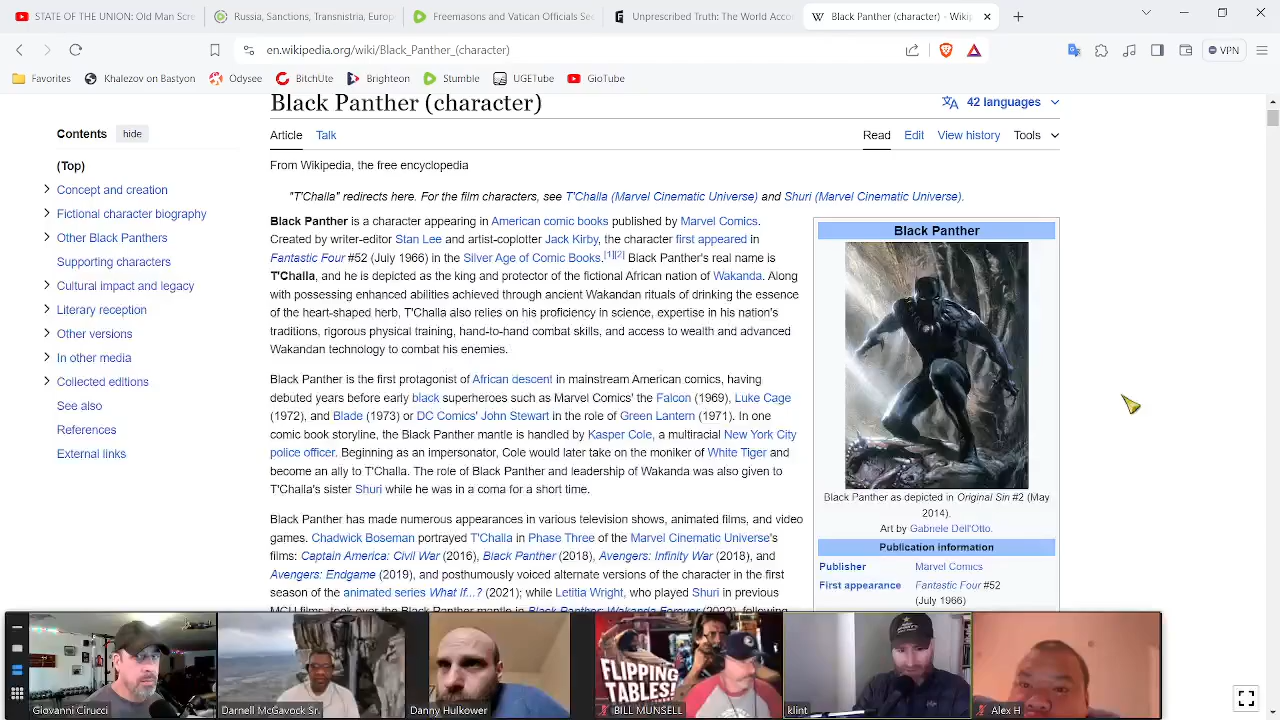 STATE OF THE UNION. Old Man Scre
Russia, Sanctions, Transnistria, Europ
Freemasons and Vatican Officials Sec
Unprescribed Truth. The World Acco
Black Panther (character) - Wikip
en.wikipedia.org/wiki/Black_Panther_(character)
VPN
Favorites
Khalezov on Bastyon
Odysee
BitchUte
Brighteon
Stumble
UGETube
GioTube
Black Panther (character)
42 languages
Contents
hide
Article
Talk
Read
Edit
View history
Tools
(Top)
From Wikipedia, the free encyclopedia
Concept and creation
Fictional character biography
Other Black Panthers
Supporting characters
Cultural impact and legacy
Literary reception
Other versions
In other media
Collected editions
See also
References
External links
"T'Challa" redirects here. For the film characters, see T'Challa (Marvel Cinematic Universe) and Shuri (Marvel Cinematic Universe).
Black Panther is a character appearing in American comic books published by Marvel Comics.
Created by writer-editor Stan Lee and artist-coplotter Jack Kirby, the character first appeared in
Fantastic Four #52 (July 1966) in the Silver Age of Comic Books.[1][2] Black Panther's real name is
T'Challa, and he is depicted as the king and protector of the fictional African nation of Wakanda. Along
with possessing enhanced abilities achieved through ancient Wakandan rituals of drinking the essence
of the heart-shaped herb, T'Challa also relies on his proficiency in science, expertise in his nation's
traditions, rigorous physical training, hand-to-hand combat skills, and access to wealth and advanced
Wakandan technology to combat his enemies.
Black Panther is the first protagonist of African descent in mainstream American comics, having
debuted years before early black superheroes such as Marvel Comics' the Falcon (1969), Luke Cage
(1972), and Blade (1973) or DC Comics' John Stewart in the role of Green Lantern (1971). In one
comic book storyline, the Black Panther mantle is handled by Kasper Cole, a multiracial New York City
police officer. Beginning as an impersonator, Cole would later take on the moniker of White Tiger and
become an ally to T'Challa. The role of Black Panther and leadership of Wakanda was also given to
T'Challa's sister Shuri while he was in a coma for a short time.
Black Panther has made numerous appearances in various television shows, animated films, and video
games. Chadwick Boseman portrayed T'Challa in Phase Three of the Marvel Cinematic Universe's
films: Captain America: Civil War (2016), Black Panther (2018), Avengers: Infinity War (2018), and
Avengers: Endgame (2019), and posthumously voiced alternate versions of the character in the first
season of the animated series What If...? (2021); while Letitia Wright, who played Shuri in previous
MCU films, took over the Black Panther mantle in Black Panther: Wakanda Forever (2022), following
Black Panther
Black Panther as depicted in Original Sin #2 (May
2014).
Art by Gabriele Dell'Otto.
Publication information
Publisher
Marvel Comics
First appearance
Fantastic Four #52
(July 1966)
FLIPPING
TABLES!
Giovanni Cirucci
Darnell McGavock Sr.
Danny Hulkower
BILL MUNSELL
klint
Alex H